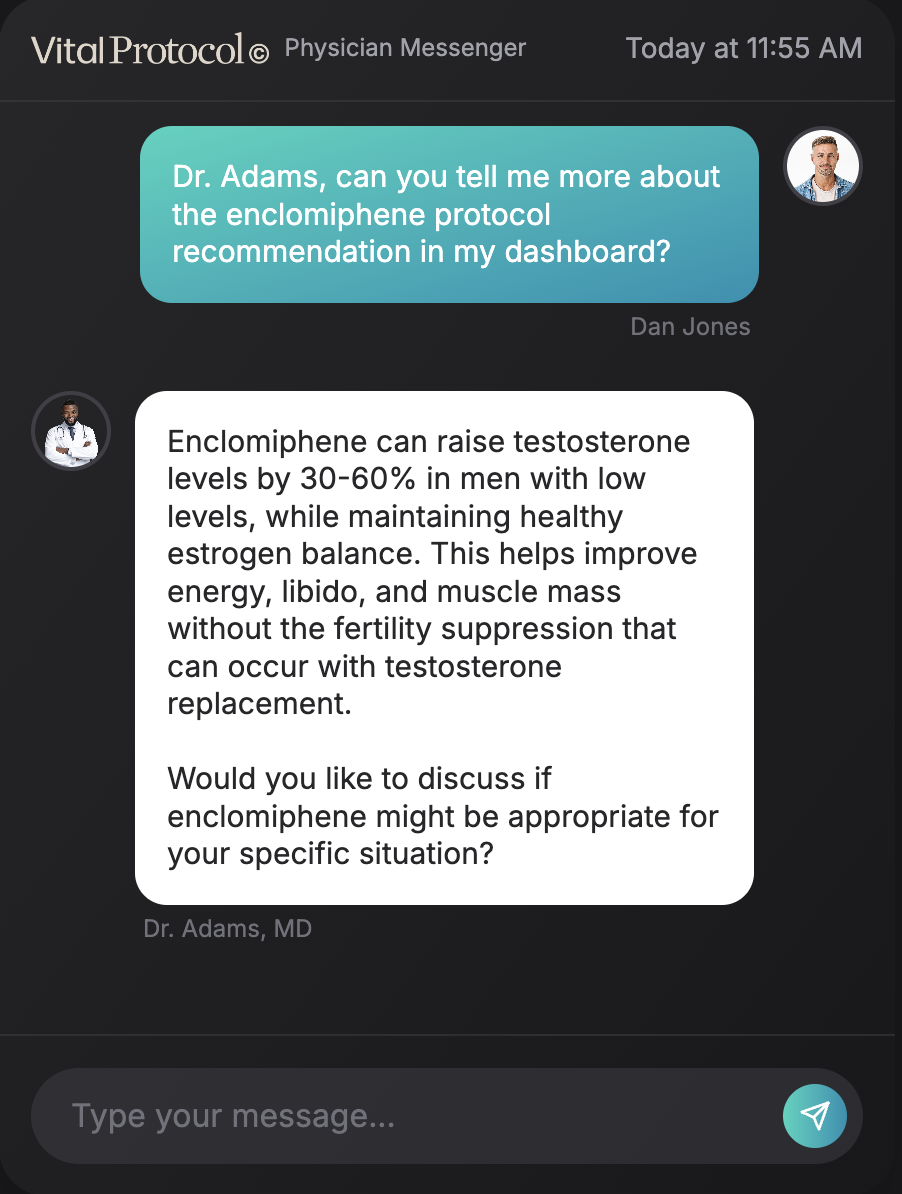 VitalProtocol© Physician Messenger Today at 11:55 AM
Dr. Adams, can you tell me more about
the enclomiphene protocol
recommendation in my dashboard?
Dan Jones
Enclomiphene can raise testosterone
levels by 30-60% in men with low
levels, while maintaining healthy
estrogen balance. This helps improve
energy, libido, and muscle mass
without the fertility suppression that
can occur with testosterone
replacement.
Would you like to discuss if
enclomiphene might be appropriate for
your specific situation?
Dr. Adams, MD
Type your message...